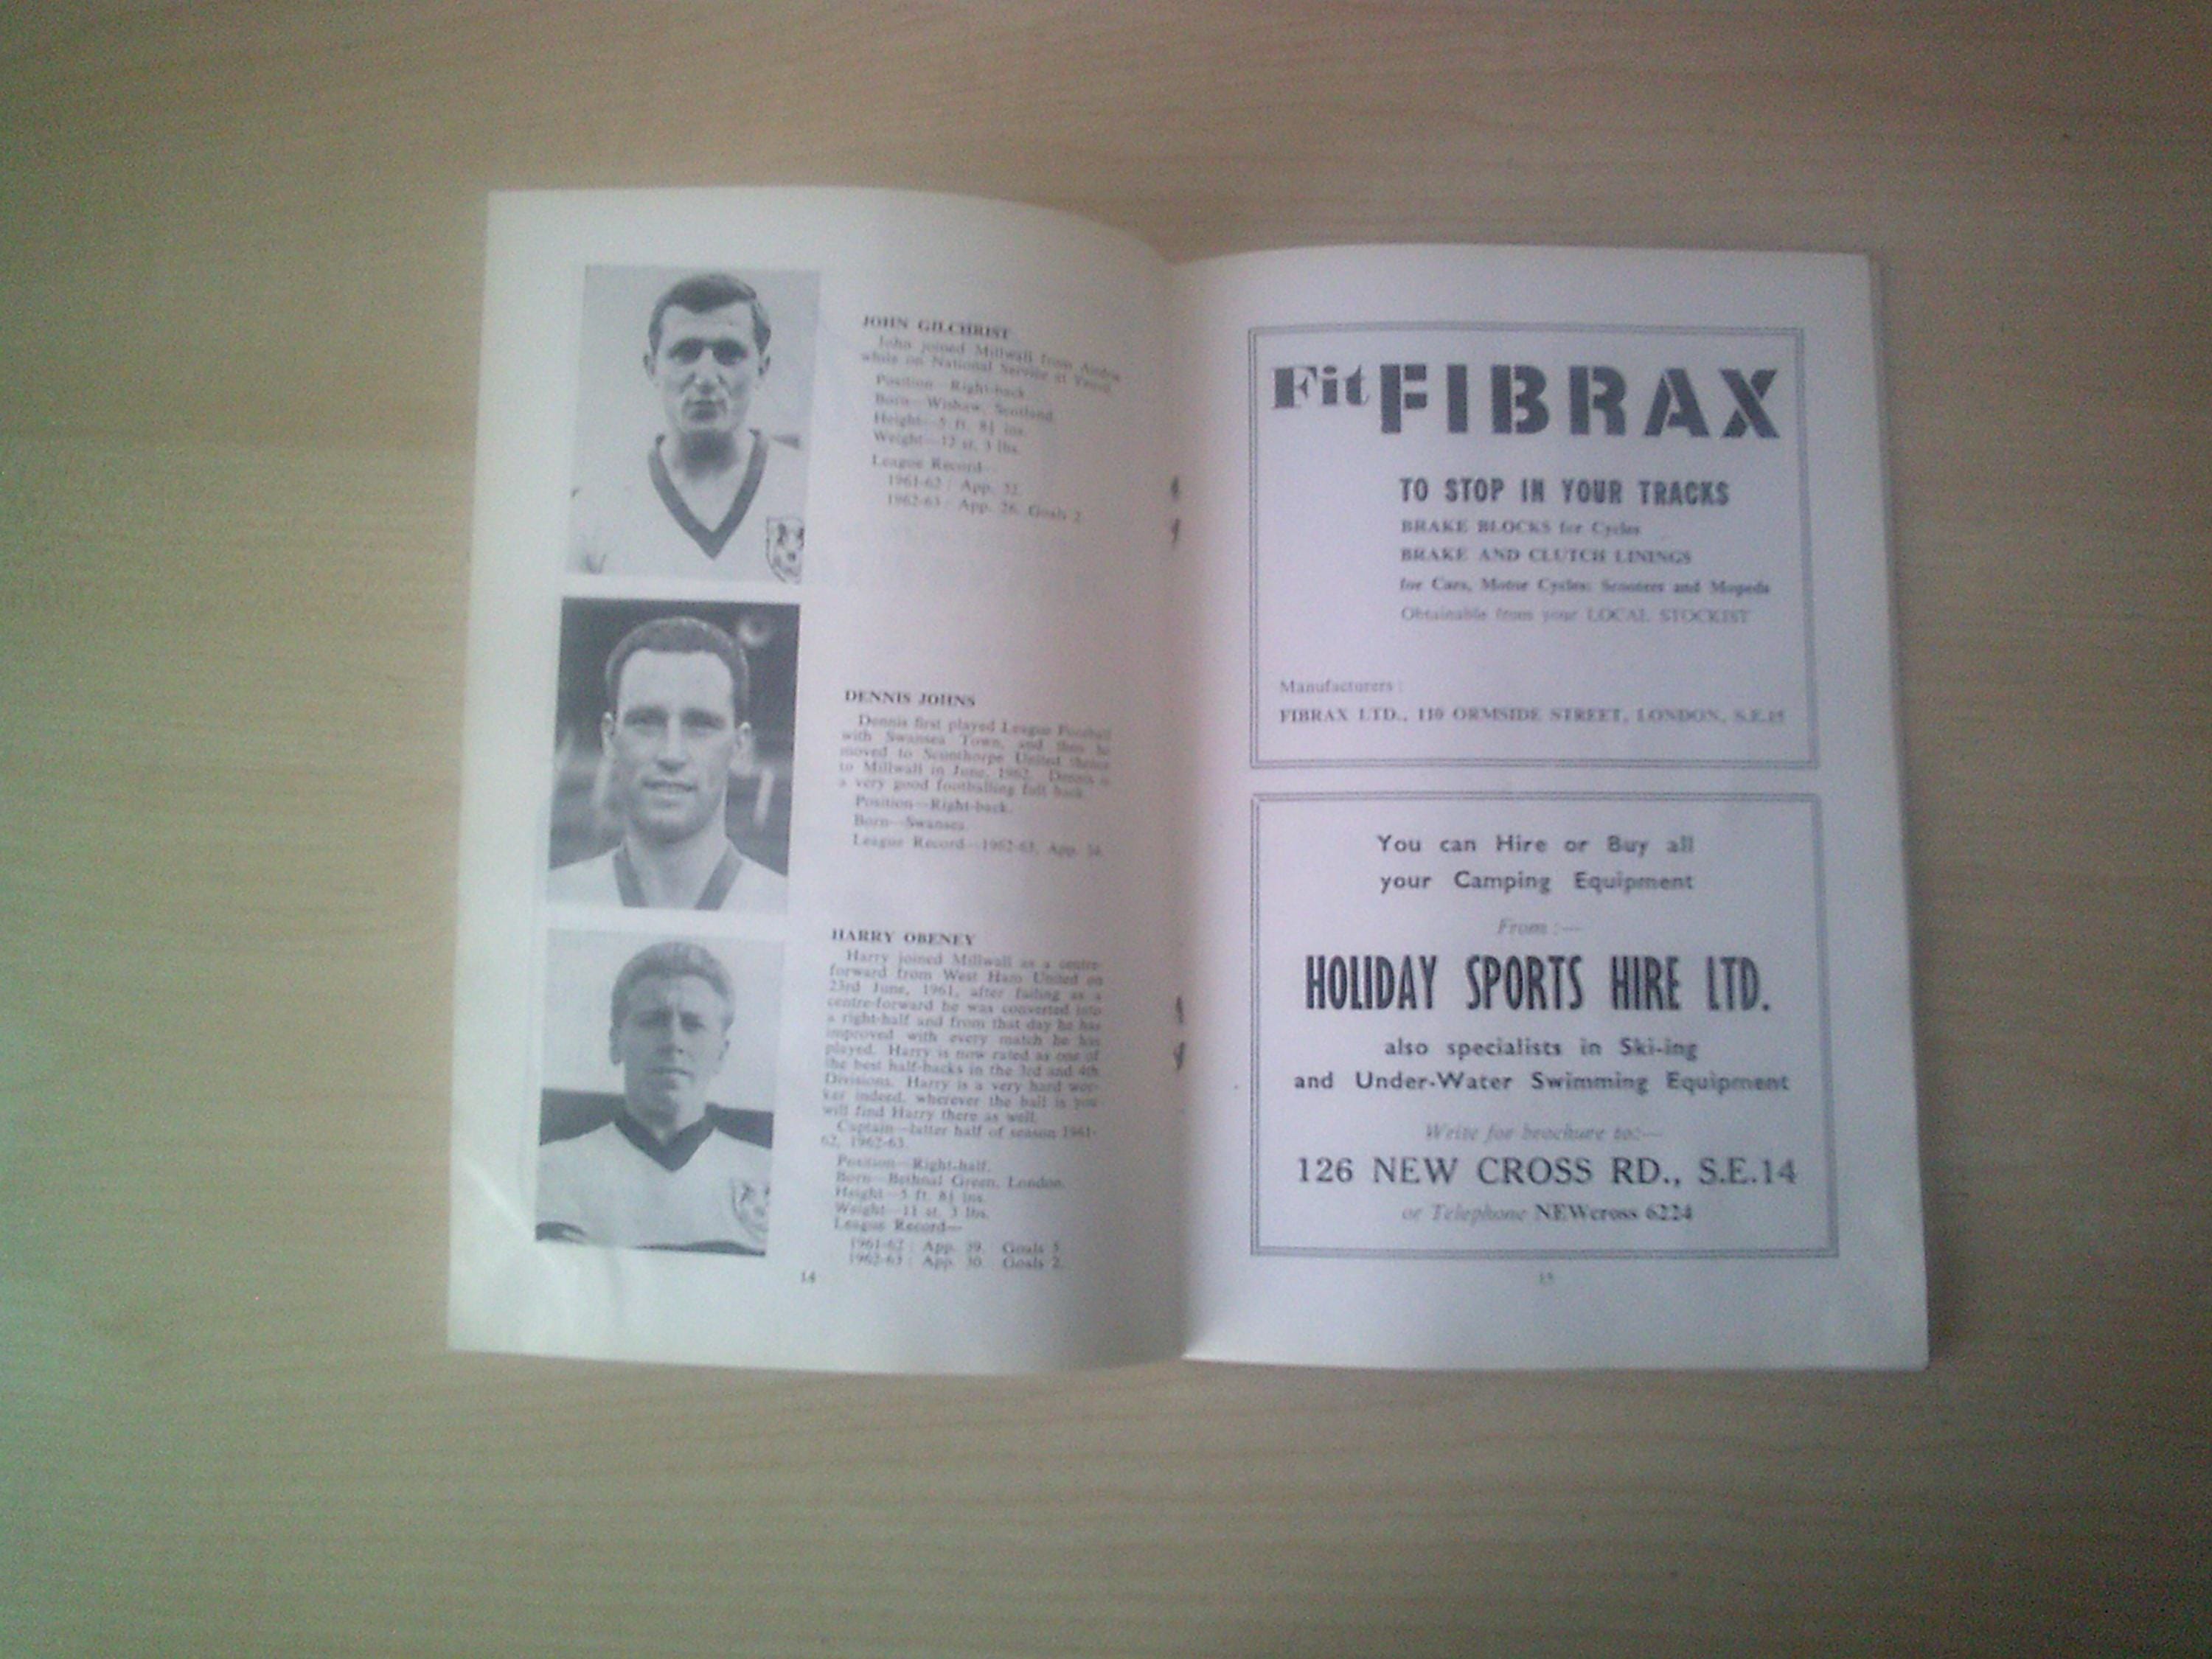 JOHN GILCHRIST
John joined Millwall from
while on National Service at
Position—Right-back
Born—Wishaw, Scotland.
Height—5 ft. 8½ ins.
Weight—12 st. 3 lbs.
League Record—
1961-62 : App. 32.
1962-63 : App. 26. Goals 2.
DENNIS JOHNS
Dennis first played League Football
with Swansea Town, and then he
moved to Scunthorpe United thence
to Millwall in June, 1962. Dennis is
a very good footballing full back.
Position—Right-back.
Born—Swansea.
League Record—1962-63, App.
HARRY OBENEY
Harry joined Millwall as a centre-
forward from West Ham United on
23rd June, 1961, after failing as a
centre-forward he was converted into
a right-half and from that day he has
improved with every match he has
played. Harry is now rated as one of
the best half-backs in the 3rd and 4th
Divisions. Harry is a very hard wor-
ker indeed, wherever the ball is you
will find Harry there as well.
Captain—latter half of season 1961-
62, 1962-63.
Position—Right-half.
Born—Bethnal Green, London.
Height—5 ft. 8½ ins.
Weight—11 st. 3 lbs.
League Record—
1961-62 : App. 39. Goals 5.
1962-63 : App. 30. Goals 2.
14
Fit FIBRAX
TO STOP IN YOUR TRACKS
BRAKE BLOCKS for Cycles
BRAKE AND CLUTCH LININGS
for Cars, Motor Cycles, Scooters and Mopeds
Obtainable from your LOCAL STOCKIST
Manufacturers :
FIBRAX LTD., 110 ORMSIDE STREET, LONDON, S.E.15
You can Hire or Buy all
your Camping Equipment
From :—
HOLIDAY SPORTS HIRE LTD.
also specialists in Ski-ing
and Under-Water Swimming Equipment
Write for brochure to:—
126 NEW CROSS RD., S.E.14
or Telephone NEWcross 6224
15